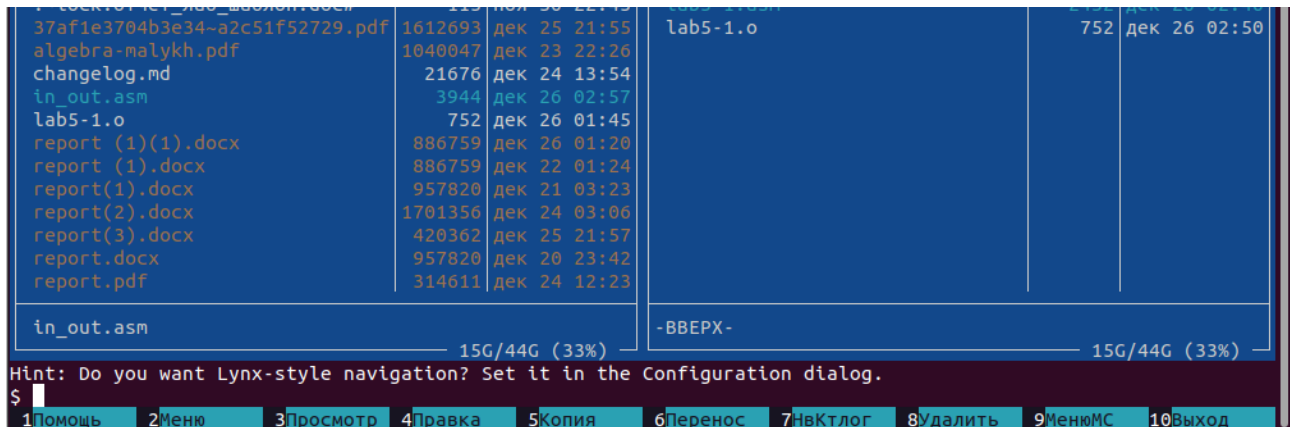 37af1e3704b3e34~a2c51f52729.pdf 1612693 дек 25 21:55 lab5-1.o 752 дек 26 02:50
algebra-malykh.pdf 1040047 дек 23 22:26
changelog.md 21676 дек 24 13:54
in_out.asm 3944 дек 26 02:57
lab5-1.o 752 дек 26 01:45
report (1)(1).docx 886759 дек 26 01:20
report (1).docx 886759 дек 22 01:24
report(1).docx 957820 дек 21 03:23
report(2).docx 1701356 дек 24 03:06
report(3).docx 420362 дек 25 21:57
report.docx 957820 дек 20 23:42
report.pdf 314611 дек 24 12:23
in_out.asm -ВВЕРХ-
15G/44G (33%) 15G/44G (33%)
Hint: Do you want Lynx-style navigation? Set it in the Configuration dialog.
$
1Помощь 2Меню 3Просмотр 4Правка 5Копия 6Перенос 7НвКтлог 8Удалить 9МенюMC 10Выход